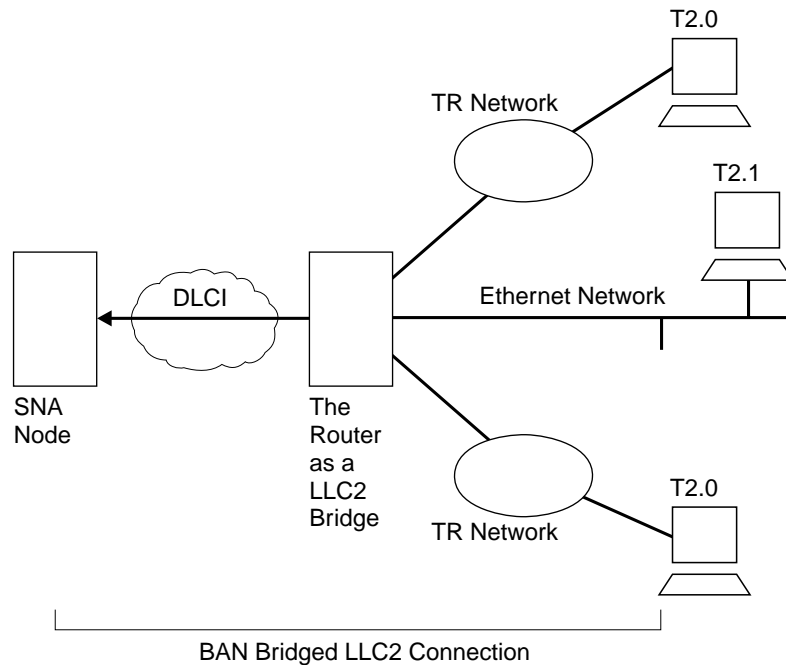 T2.0
TR Network
T2.1
DLCI
Ethernet Network
SNA
Node
The
Router
as a
LLC2
Bridge
T2.0
TR Network
BAN Bridged LLC2 Connection